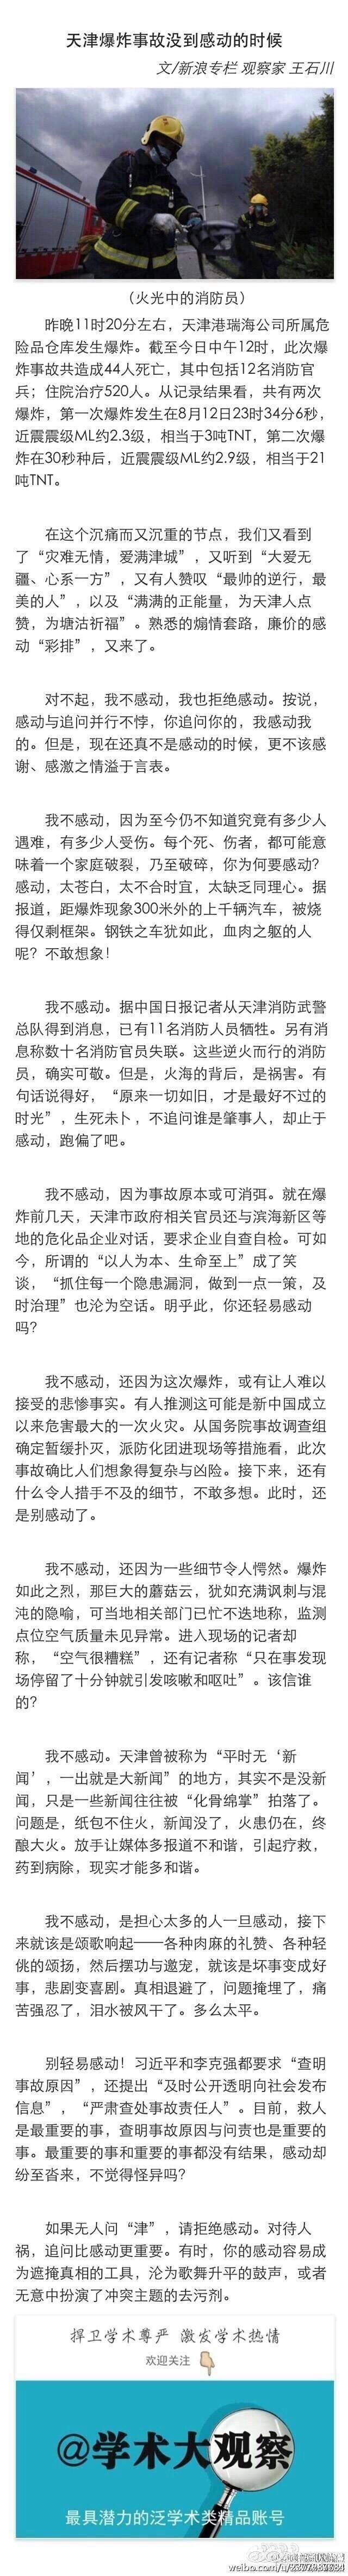 天津爆炸事故没到感动的时候
文/新浪专栏 观察家 王石川
（火光中的消防员）
昨晚11时20分左右，天津港瑞海公司所属危
险品仓库发生爆炸。截至今日中午12时，此次爆
炸事故共造成44人死亡，其中包括12名消防官
兵；住院治疗520人。从记录结果看，共有两次
爆炸，第一次爆炸发生在8月12日23时34分6秒，
近震震级ML约2.3级，相当于3吨TNT，第二次爆
炸在30秒种后，近震震级ML约2.9级，相当于21
吨TNT。
在这个沉痛而又沉重的节点，我们又看到
了“灾难无情，爱满津城”，又听到“大爱无
疆、心系一方”，又有人赞叹“最帅的逆行，最
美的人”，以及“满满的正能量，为天津人点
赞，为塘沽祈福”。熟悉的煽情套路，廉价的感
动“彩排”，又来了。
对不起，我不感动，我也拒绝感动。按说，
感动与追问并行不悖，你追问你的，我感动我
的。但是，现在还真不是感动的时候，更不该感
谢、感激之情溢于言表。
我不感动，因为至今仍不知道究竟有多少人
遇难，有多少人受伤。每个死、伤者，都可能意
味着一个家庭破裂，乃至破碎，你为何要感动？
感动，太苍白，太不合时宜，太缺乏同理心。据
报道，距爆炸现象300米外的上千辆汽车，被烧
得仅剩框架。钢铁之车犹如此，血肉之躯的人
呢？不敢想象！
我不感动。据中国日报记者从天津消防武警
总队得到消息，已有11名消防人员牺牲。另有消
息称数十名消防官员失联。这些逆火而行的消防
员，确实可敬。但是，火海的背后，是祸害。有
句话说得好，“原来一切如旧，才是最好不过的
时光”，生死未卜，不追问谁是肇事人，却止于
感动，跑偏了吧。
我不感动，因为事故原本或可消弭。就在爆
炸前几天，天津市政府相关官员还与滨海新区等
地的危化品企业对话，要求企业自查自检。可如
今，所谓的“以人为本、生命至上”成了笑
谈，“抓住每一个隐患漏洞，做到一点一策，及
时治理”也沦为空话。明乎此，你还轻易感动
吗？
我不感动，还因为这次爆炸，或有让人难以
接受的悲惨事实。有人推测这可能是新中国成立
以来危害最大的一次火灾。从国务院事故调查组
确定暂缓扑灭，派防化团进现场等措施看，此次
事故确比人们想象得复杂与凶险。接下来，还有
什么令人措手不及的细节，不敢多想。此时，还
是别感动了。
我不感动，还因为一些细节令人愕然。爆炸
如此之烈，那巨大的蘑菇云，犹如充满讽刺与混
沌的隐喻，可当地相关部门已忙不迭地称，监测
点位空气质量未见异常。进入现场的记者却
称，“空气很糟糕”，还有记者称“只在事发现
场停留了十分钟就引发咳嗽和呕吐”。该信谁
的？
我不感动。天津曾被称为“平时无‘新
闻’，一出就是大新闻”的地方，其实不是没新
闻，只是一些新闻往往被“化骨绵掌”拍落了。
问题是，纸包不住火，新闻没了，火患仍在，终
酿大火。放手让媒体多报道不和谐，引起疗救，
药到病除，现实才能多和谐。
我不感动，是担心太多的人一旦感动，接下
来就该是颂歌响起——各种肉麻的礼赞、各种轻
佻的颂扬，然后摆功与邀宠，就该是坏事变成好
事，悲剧变喜剧。真相退避了，问题掩埋了，痛
苦强忍了，泪水被风干了。多么太平。
别轻易感动！习近平和李克强都要求“查明
事故原因”，还提出“及时公开透明向社会发布
信息”，“严肃查处事故责任人”。目前，救人
是最重要的事，查明事故原因与问责也是重要的
事。最重要的事和重要的事都没有结果，感动却
纷至沓来，不觉得怪异吗？
如果无人问“津”，请拒绝感动。对待人
祸，追问比感动更重要。有时，你的感动容易成
为遮掩真相的工具，沦为歌舞升平的鼓声，或者
无意中扮演了冲突主题的去污剂。
捍卫学术尊严 激发学术热情
欢迎关注
@学术大观察
最具潜力的泛学术类精品账号